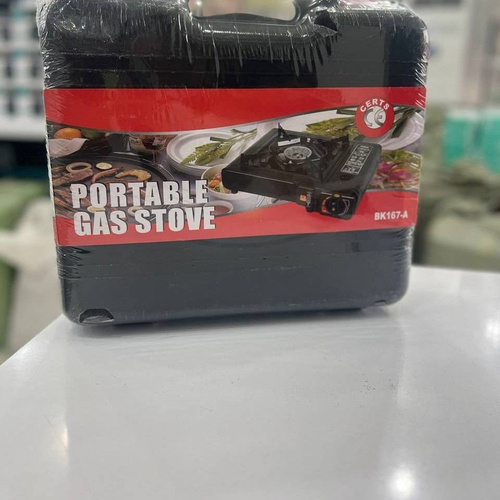 CERTS
PORTABLE
GAS STOVE
BK167-A